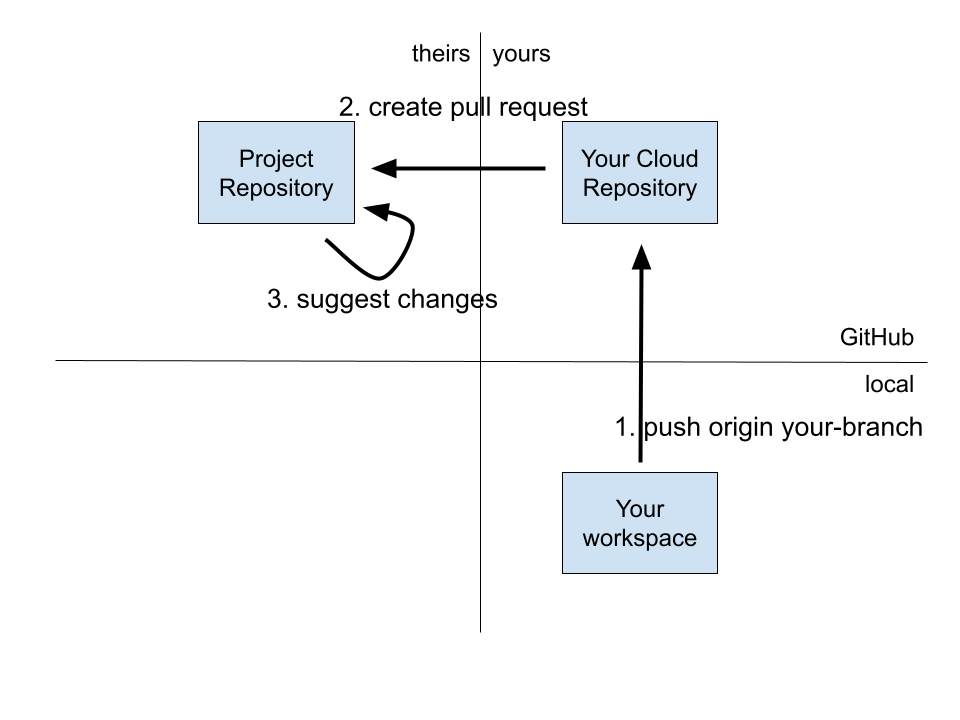 theirs yours
2. create pull request
Project
Repository
Your Cloud
Repository
3. suggest changes
GitHub
local
1. push origin your-branch
Your
workspace